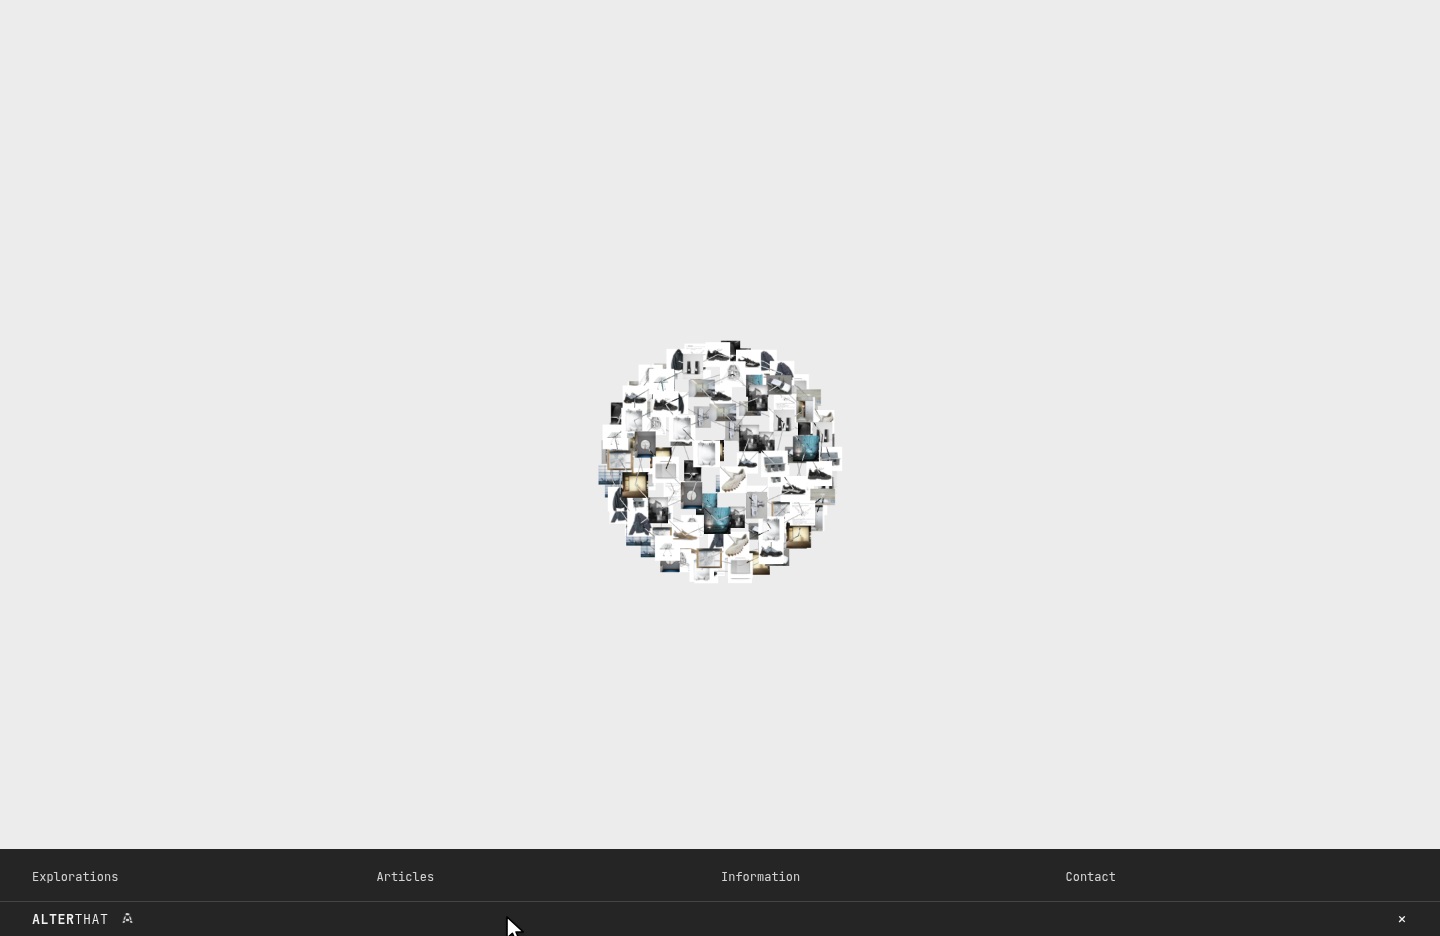 Explorations
Articles
Information
Contact
ALTERTHAT
×